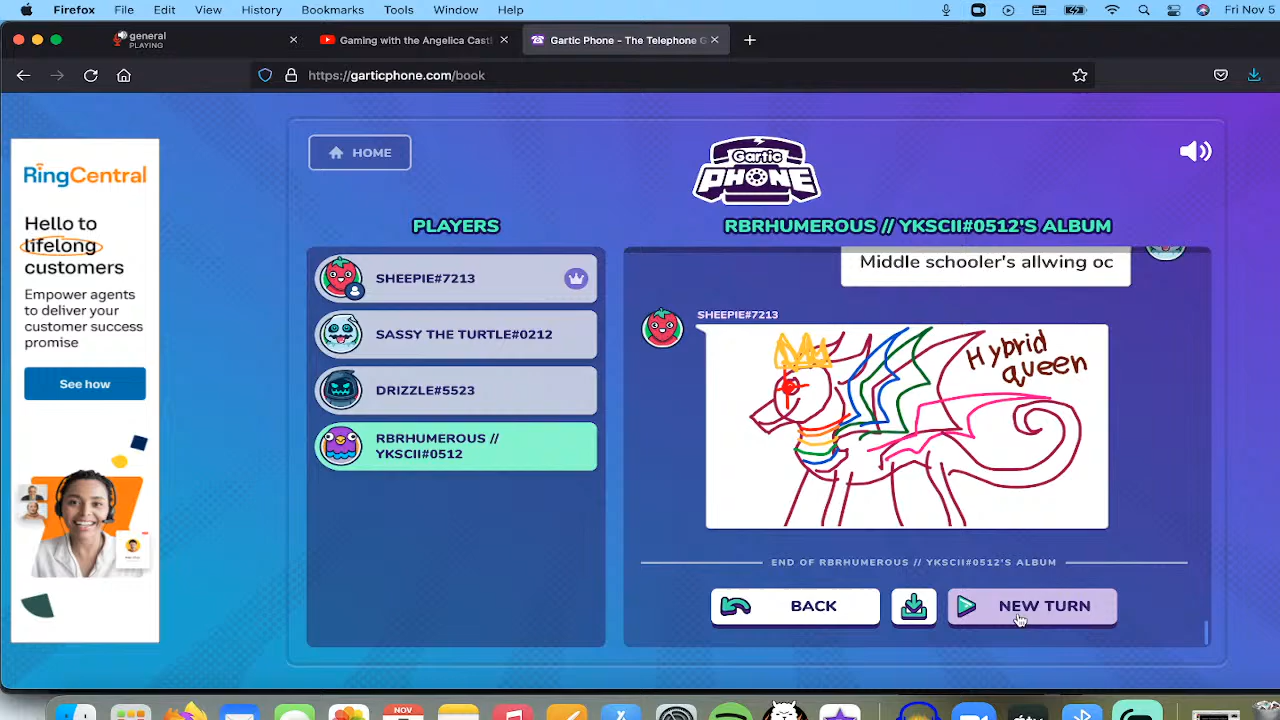 Firefox File Edit View History Bookmarks Tools Window Help Fri Nov 5
general
PLAYING
Gaming with the Angelica Castl
Gartic Phone – The Telephone G
https://garticphone.com/book
RingCentral
Hello to
lifelong
customers
Empower agents
to deliver your
customer success
promise
See how
HOME
Gartic
PHONE
PLAYERS
SHEEPIE#7213
SASSY THE TURTLE#0212
DRIZZLE#5523
RBRHUMEROUS //
YKSCII#0512
RBRHUMEROUS // YKSCII#0512'S ALBUM
Middle schooler's allwing oc
SHEEPIE#7213
Hybrid
queen
END OF RBRHUMEROUS // YKSCII#0512'S ALBUM
BACK
NEW TURN
NOV